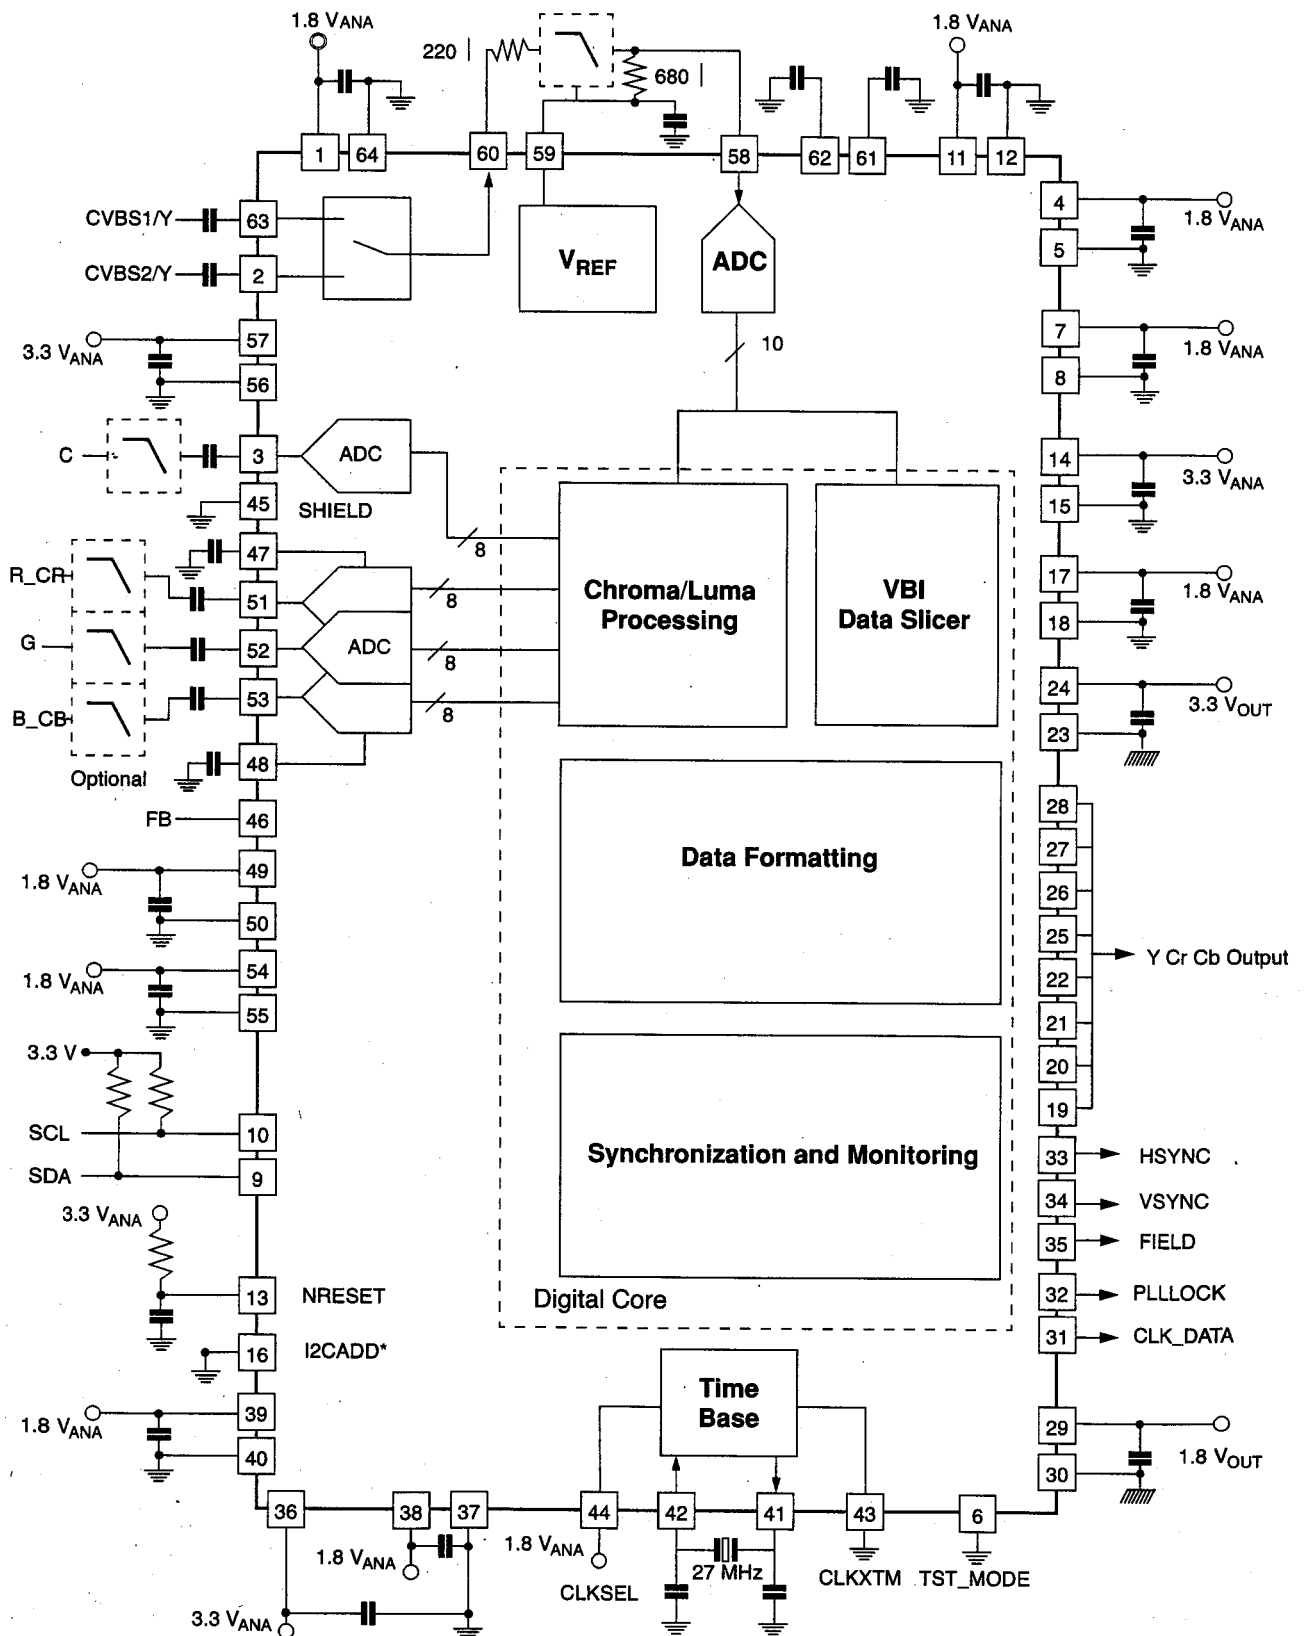 1.8 VANA
220 |
680 |
1.8 VANA
1
64
60
59
58
62
61
11
12
CVBS1/Y
63
CVBS2/Y
2
VREF
ADC
4
1.8 VANA
5
3.3 VANA
57
56
10
7
1.8 VANA
8
C
3
ADC
45
SHIELD
8
14
3.3 VANA
15
47
R_CR
51
8
G
52
ADC
8
B_CB
53
8
Optional
48
Chroma/Luma
Processing
VBI
Data Slicer
17
1.8 VANA
18
24
3.3 VOUT
23
FB
46
1.8 VANA
49
50
1.8 VANA
54
55
Data Formatting
28
27
26
25
22
21
20
19
Y Cr Cb Output
3.3 V
SCL
10
SDA
9
Synchronization and Monitoring
33
HSYNC
34
VSYNC
35
FIELD
32
PLLLOCK
31
CLK_DATA
3.3 VANA
13
NRESET
Digital Core
16
I2CADD*
1.8 VANA
39
40
Time
Base
29
1.8 VOUT
30
36
38
37
44
42
41
43
6
1.8 VANA
1.8 VANA
CLKSEL
27 MHz
CLKXTM
TST_MODE
3.3 VANA